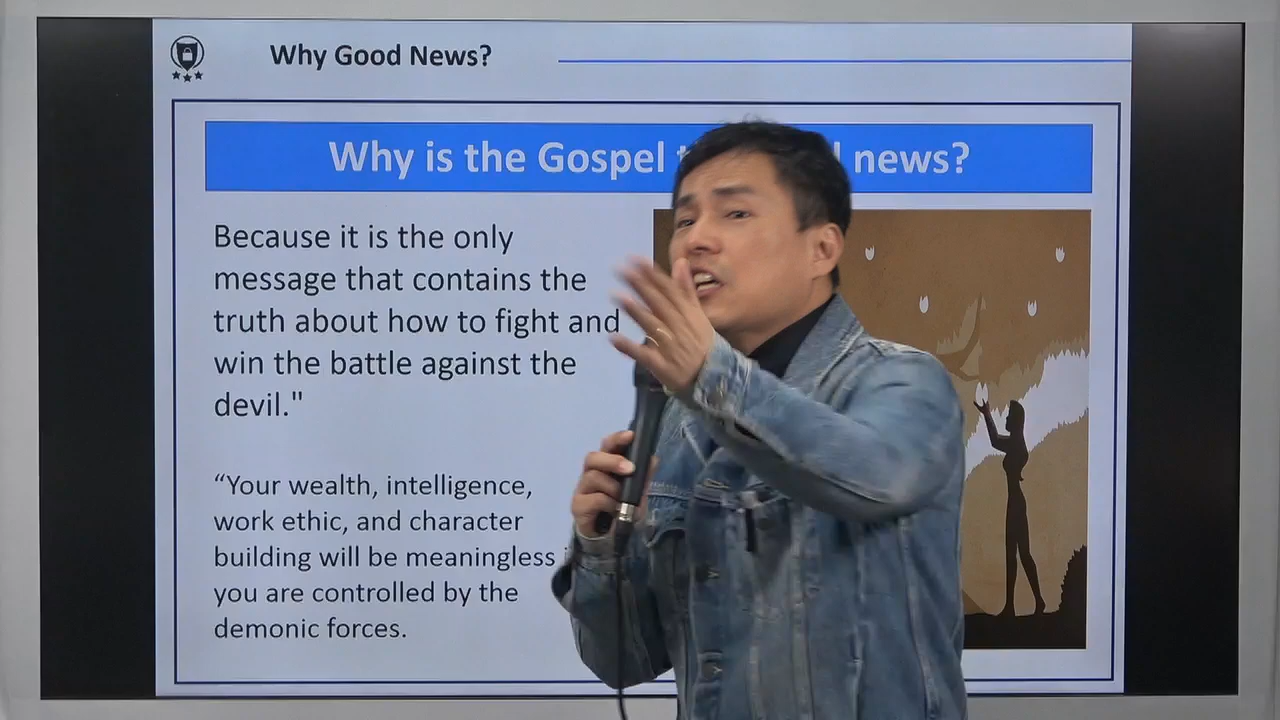 Why Good News?
Why is the Gospel news?
Because it is the only
message that contains the
truth about how to fight and
win the battle against the
devil."
“Your wealth, intelligence,
work ethic, and character
building will be meaningless
you are controlled by the
demonic forces.